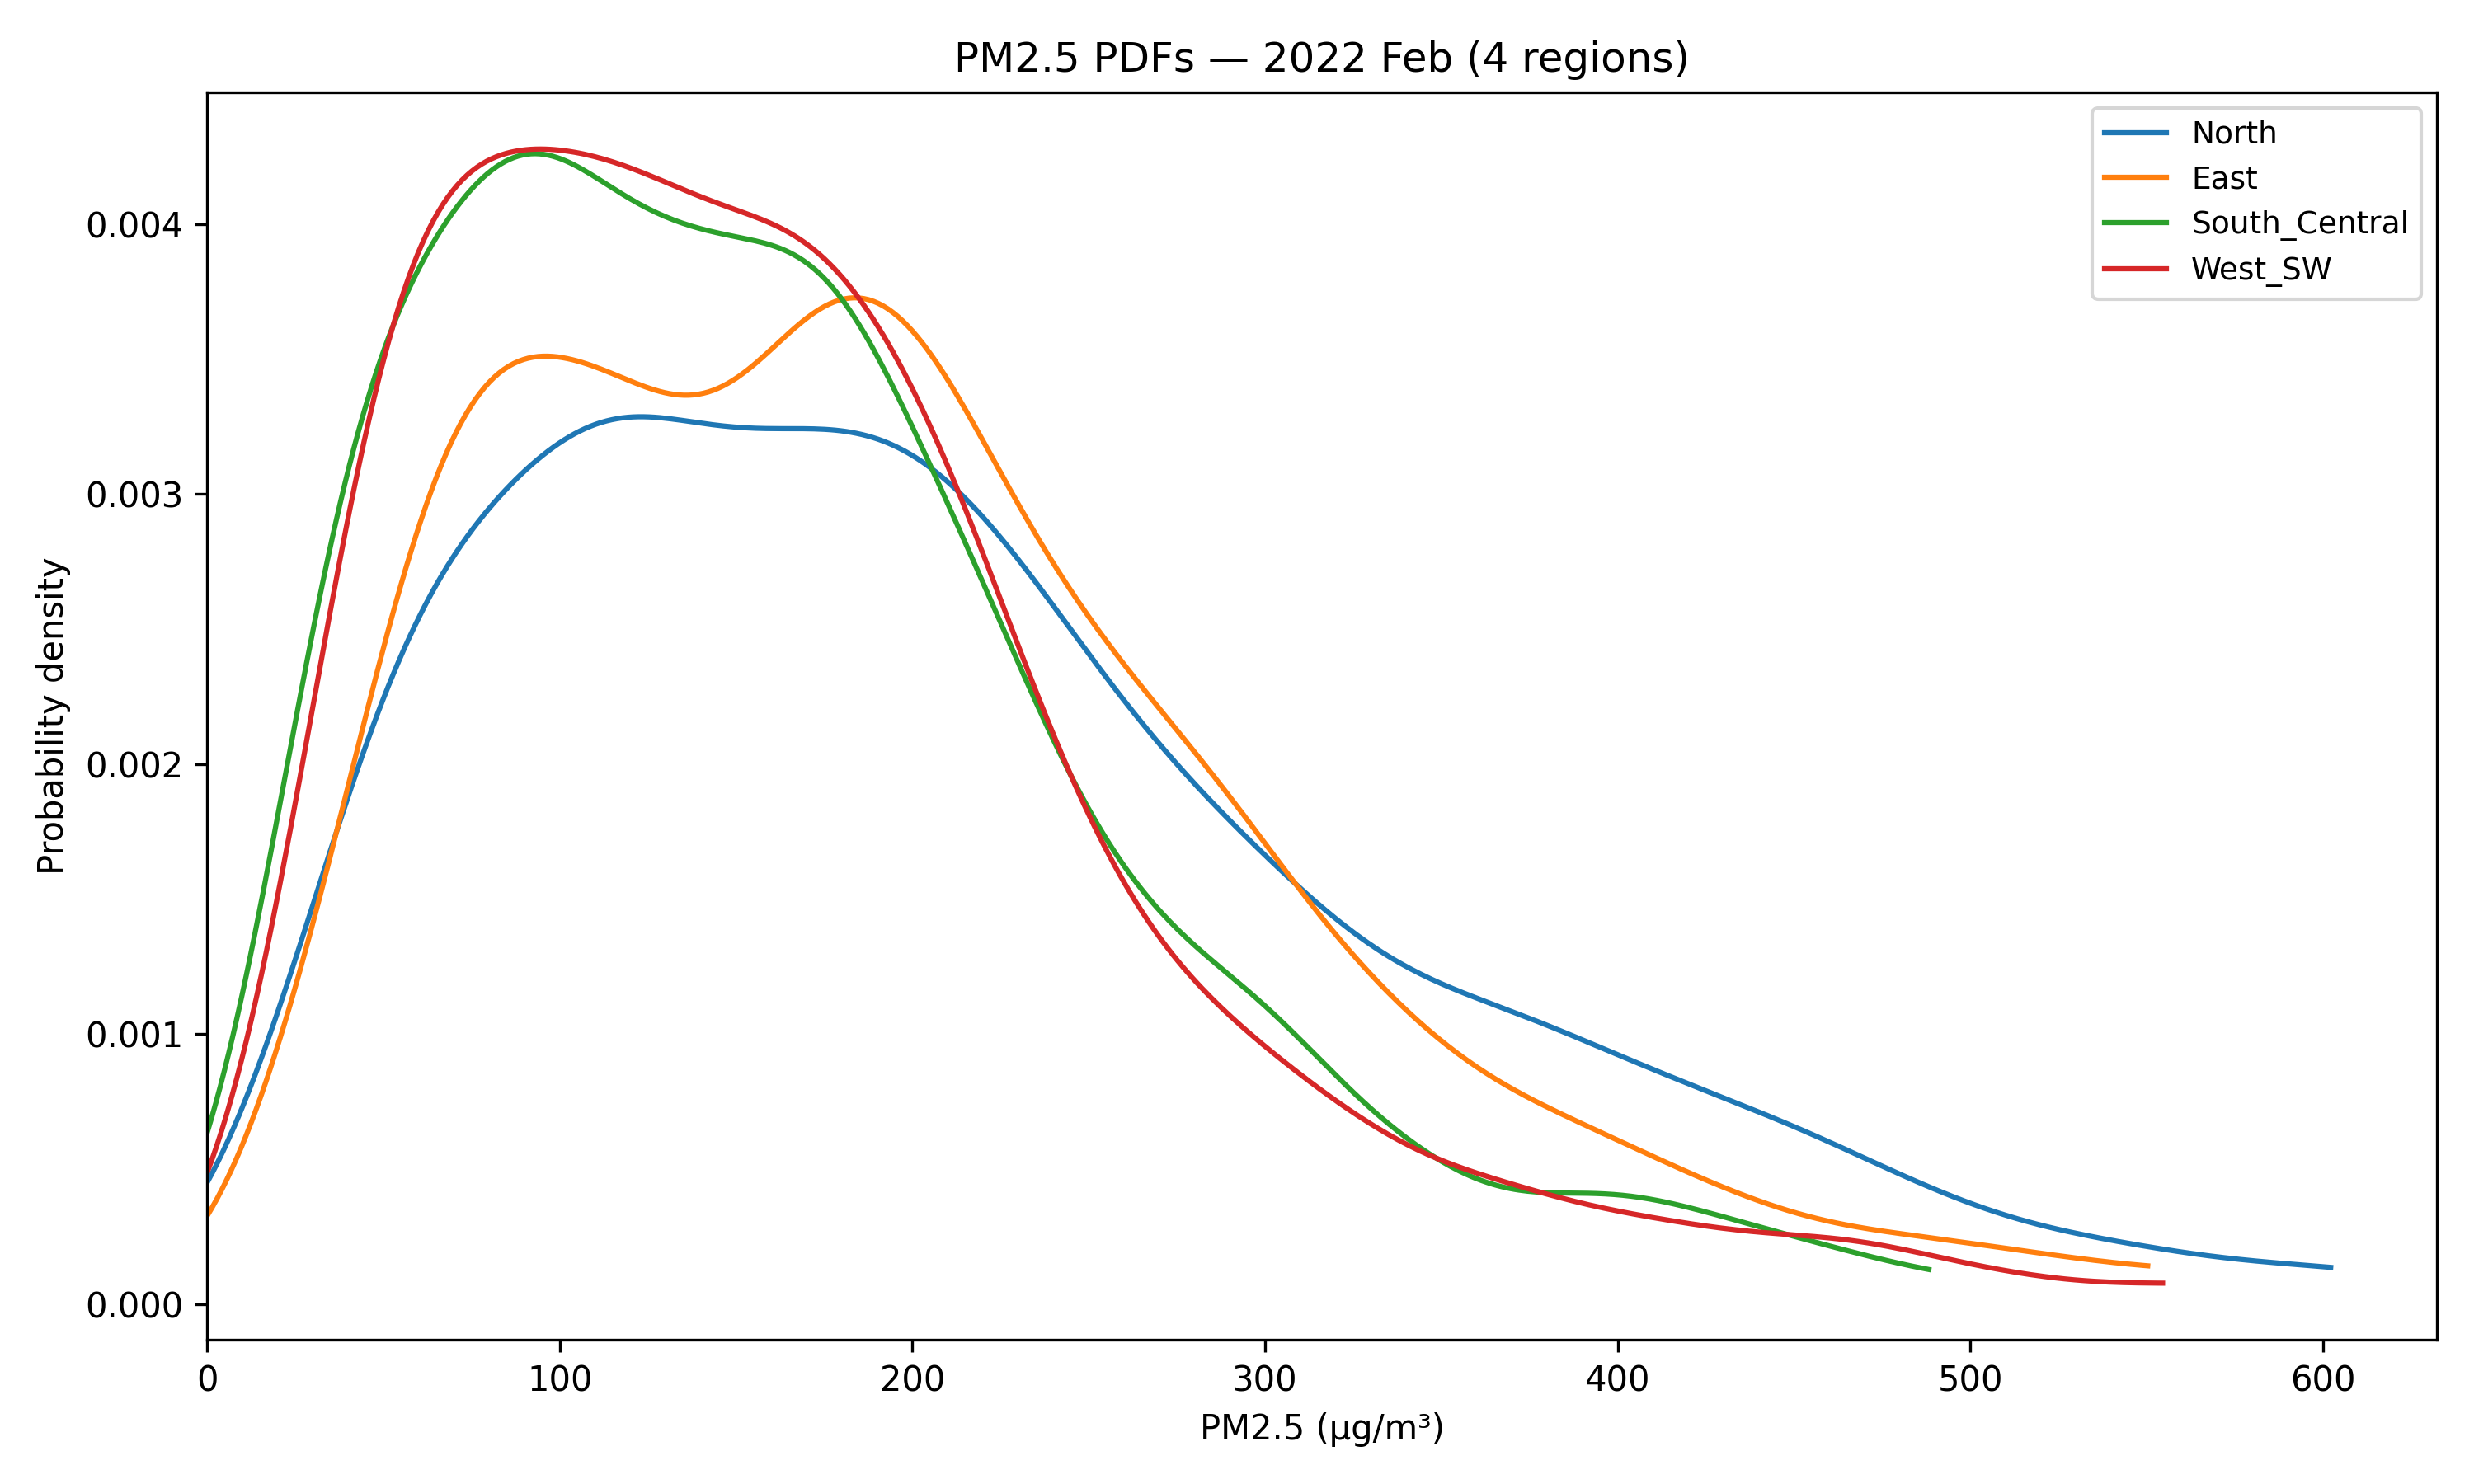 PM2.5 PDFs — 2022 Feb (4 regions)
North
East
South_Central
West_SW
Probability density
0.004
0.003
0.002
0.001
0.000
0 100 200 300 400 500 600
PM2.5 (µg/m³)